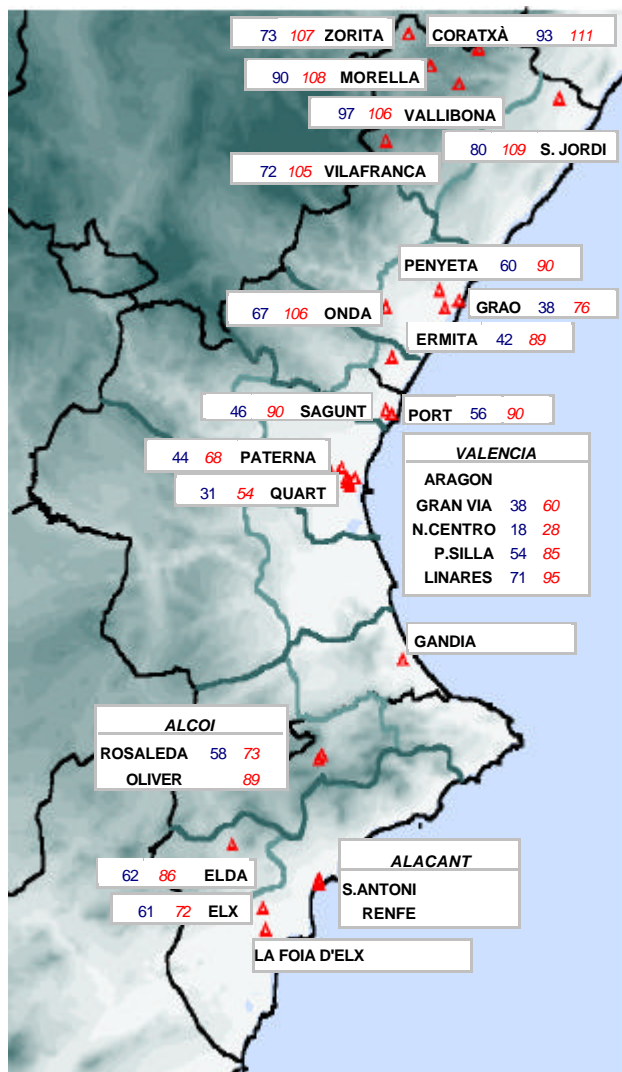 73 107 ZORITA
CORATXÀ 93 111
90 108 MORELLA
97 106 VALLIBONA
80 109 S. JORDI
72 105 VILAFRANCA
PENYETA 60 90
67 106 ONDA
GRAO 38 76
ERMITA 42 89
46 90 SAGUNT
PORT 56 90
44 68 PATERNA
31 54 QUART
VALENCIA
ARAGON
GRAN VIA 38 60
N.CENTRO 18 28
P.SILLA 54 85
LINARES 71 95
GANDIA
ALCOI
ROSALEDA 58 73
OLIVER 89
62 86 ELDA
61 72 ELX
ALACANT
S.ANTONI
RENFE
LA FOIA D'ELX